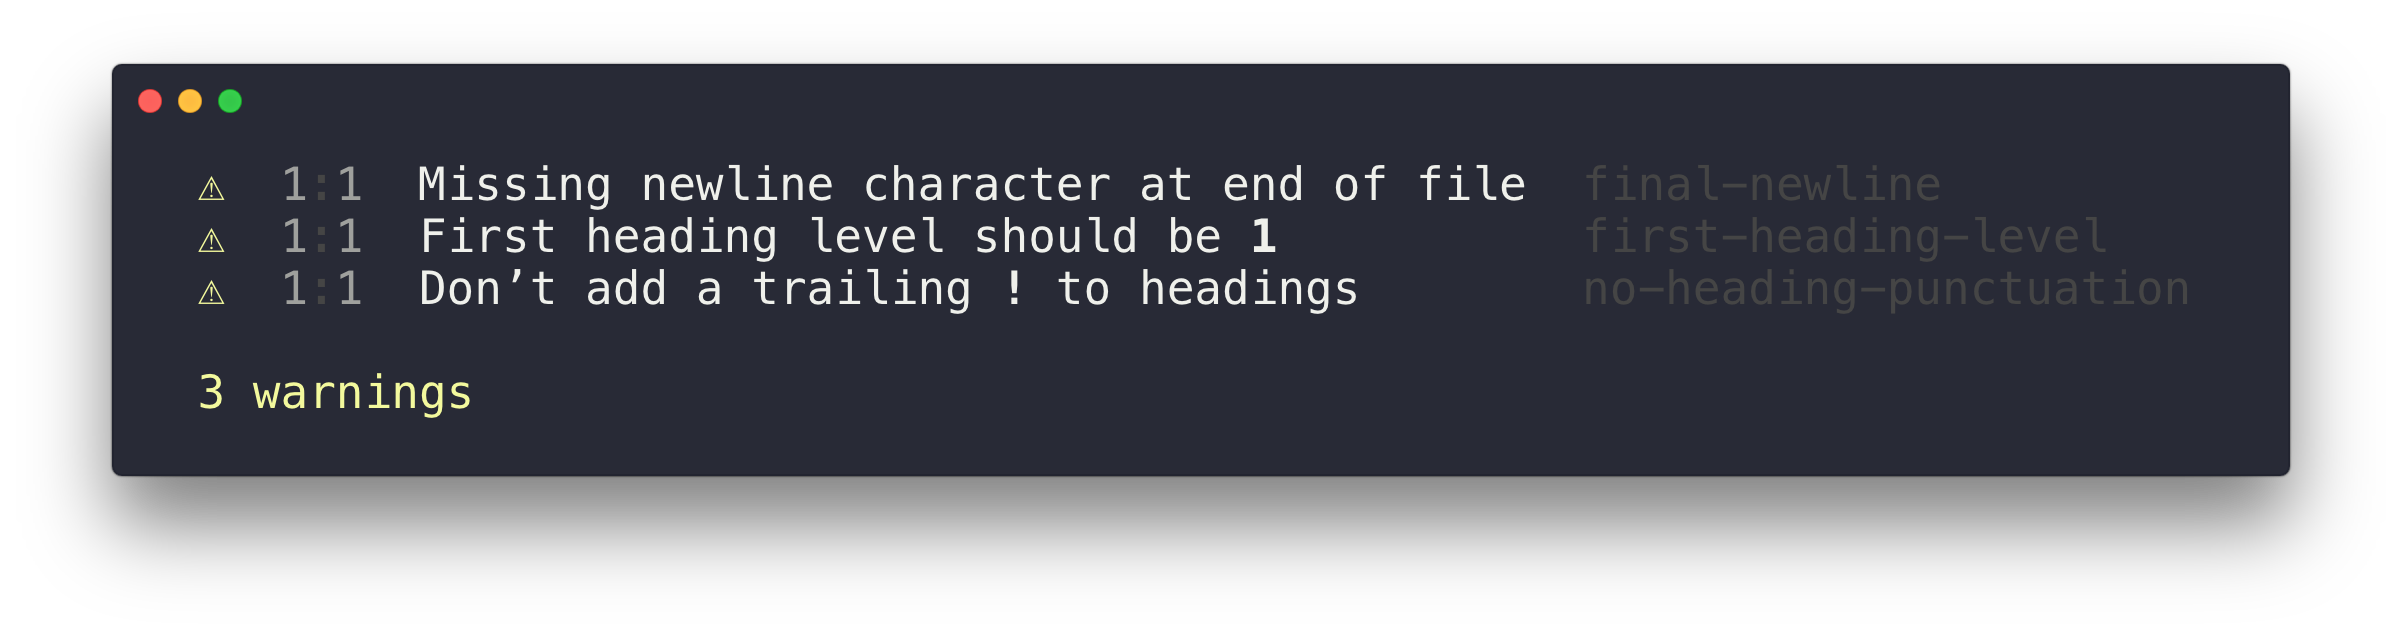 ⚠  1:1  Missing newline character at end of file  final-newline
⚠  1:1  First heading level should be 1  first-heading-level
⚠  1:1  Don’t add a trailing ! to headings  no-heading-punctuation
3 warnings